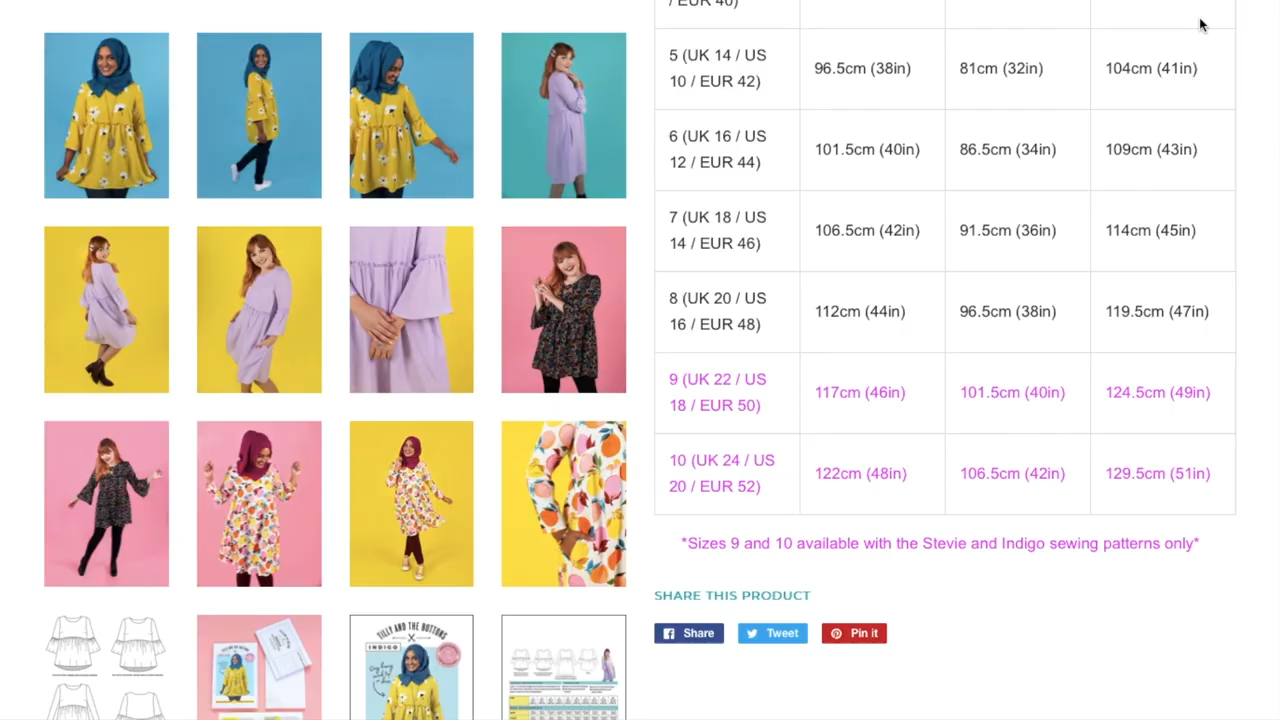 / EUR 40)
5 (UK 14 / US
10 / EUR 42)
96.5cm (38in)
81cm (32in)
104cm (41in)
6 (UK 16 / US
12 / EUR 44)
101.5cm (40in)
86.5cm (34in)
109cm (43in)
7 (UK 18 / US
14 / EUR 46)
106.5cm (42in)
91.5cm (36in)
114cm (45in)
8 (UK 20 / US
16 / EUR 48)
112cm (44in)
96.5cm (38in)
119.5cm (47in)
9 (UK 22 / US
18 / EUR 50)
117cm (46in)
101.5cm (40in)
124.5cm (49in)
10 (UK 24 / US
20 / EUR 52)
122cm (48in)
106.5cm (42in)
129.5cm (51in)
*Sizes 9 and 10 available with the Stevie and Indigo sewing patterns only*
SHARE THIS PRODUCT
Share
Tweet
Pin it
TILLY AND THE BUTTONS
INDIGO